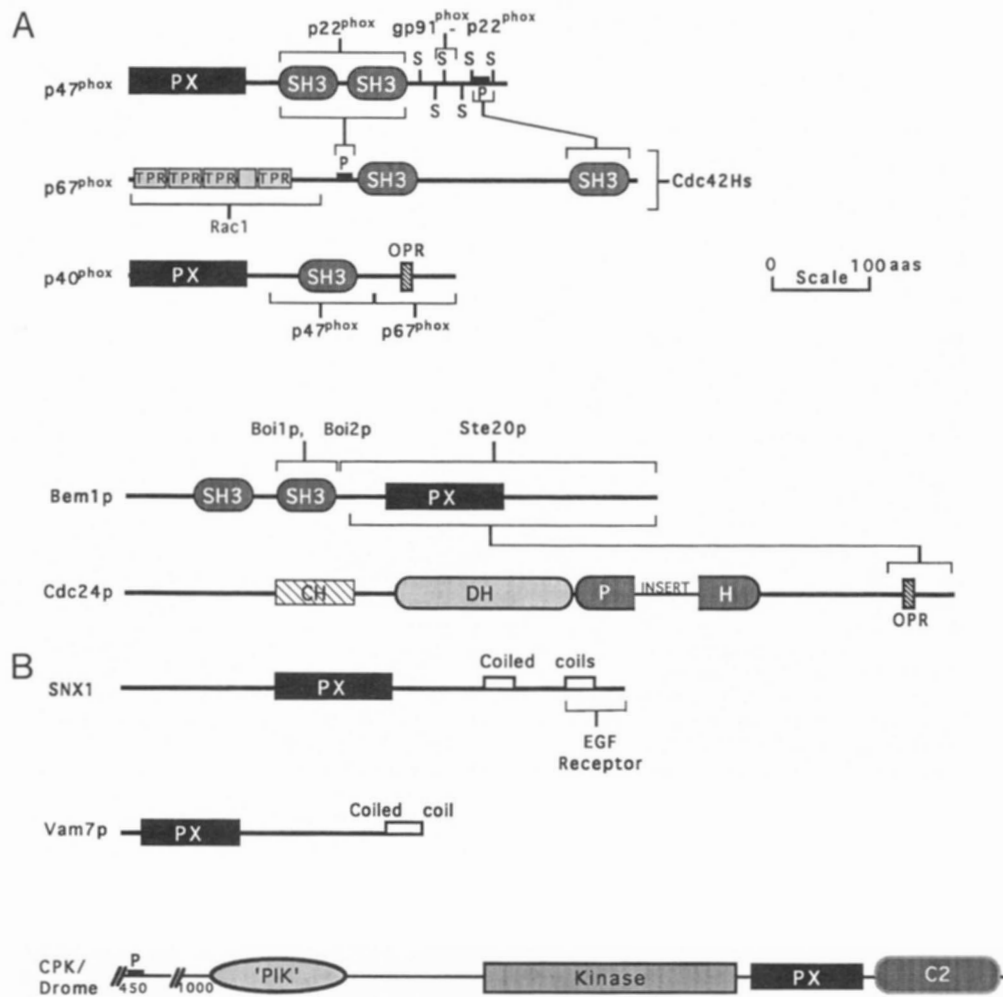 A
p22phox gp91phox - p22phox
S S S S
p47phox PX SH3 SH3
S S P
P
p67phox TPR TPR TPR TPR SH3 SH3 Cdc42Hs
Rac1
OPR
p40phox PX SH3
0 100 aas
Scale
p47phox p67phox
Boi1p, Boi2p Ste20p
Bem1p SH3 SH3 PX
Cdc24p CH DH P INSERT H
OPR
B
Coiled coils
SNX1 PX
EGF
Receptor
Coiled coil
Vam7p PX
CPK/
Drome
P
450 1000 'PIK' Kinase PX C2